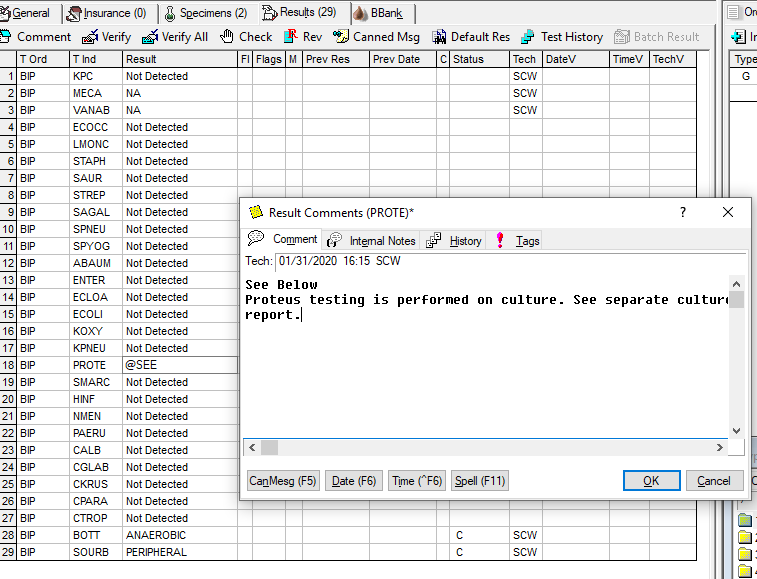 General Insurance (0) Specimens (2) Results (29) BBank Or
Comment Verify Verify All Check Rev Canned Msg Default Res Test History Batch Result In
T Ord T Ind Result Fl Flags M Prev Res Prev Date C Status Tech DateV TimeV TechV Type
1 BIP KPC Not Detected SCW G
2 BIP MECA NA SCW
3 BIP VANAB NA SCW
4 BIP ECOCC Not Detected
5 BIP LMONC Not Detected
6 BIP STAPH Not Detected
7 BIP SAUR Not Detected
8 BIP STREP Not Detected
9 BIP SAGAL Not Detected
10 BIP SPNEU Not Detected
11 BIP SPYOG Not Detected
12 BIP ABAUM Not Detected
13 BIP ENTER Not Detected
14 BIP ECLOA Not Detected
15 BIP ECOLI Not Detected
16 BIP KOXY Not Detected
17 BIP KPNEU Not Detected
18 BIP PROTE @SEE
19 BIP SMARC Not Detected
20 BIP HINF Not Detected
21 BIP NMEN Not Detected
22 BIP PAERU Not Detected
23 BIP CALB Not Detected
24 BIP CGLAB Not Detected
25 BIP CKRUS Not Detected
26 BIP CPARA Not Detected
27 BIP CTROP Not Detected
28 BIP BOTT ANAEROBIC C SCW
29 BIP SOURB PERIPHERAL C SCW
Result Comments (PROTE)* ?
Comment Internal Notes History Tags
Tech: 01/31/2020 16:15 SCW
See Below
Proteus testing is performed on culture. See separate culture
report.
CanMesg (F5) Date (F6) Time (^F6) Spell (F11) OK Cancel